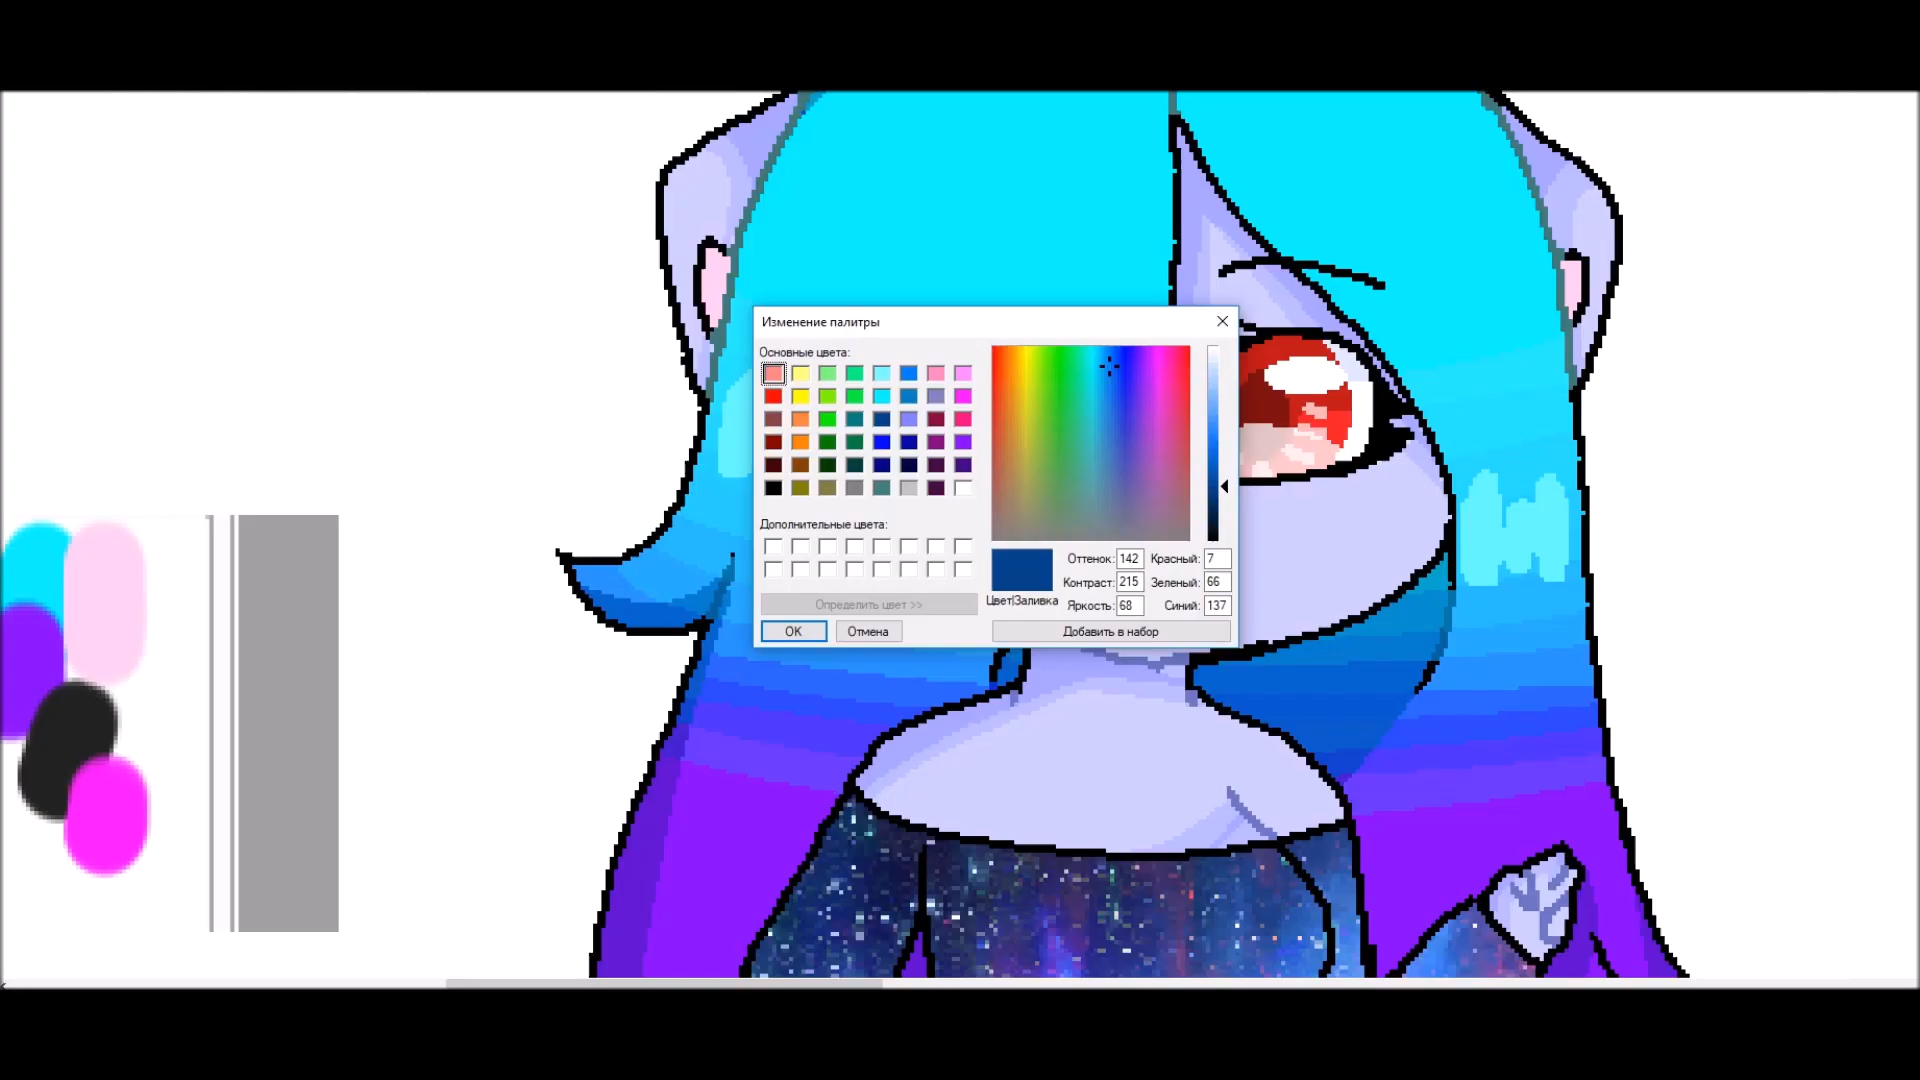 Изменение палитры
Основные цвета:
Дополнительные цвета:
Определить цвет >>
OK
Отмена
Цвет|Заливка
Оттенок: 142
Контраст: 215
Яркость: 68
Красный: 7
Зеленый: 66
Синий: 137
Добавить в набор